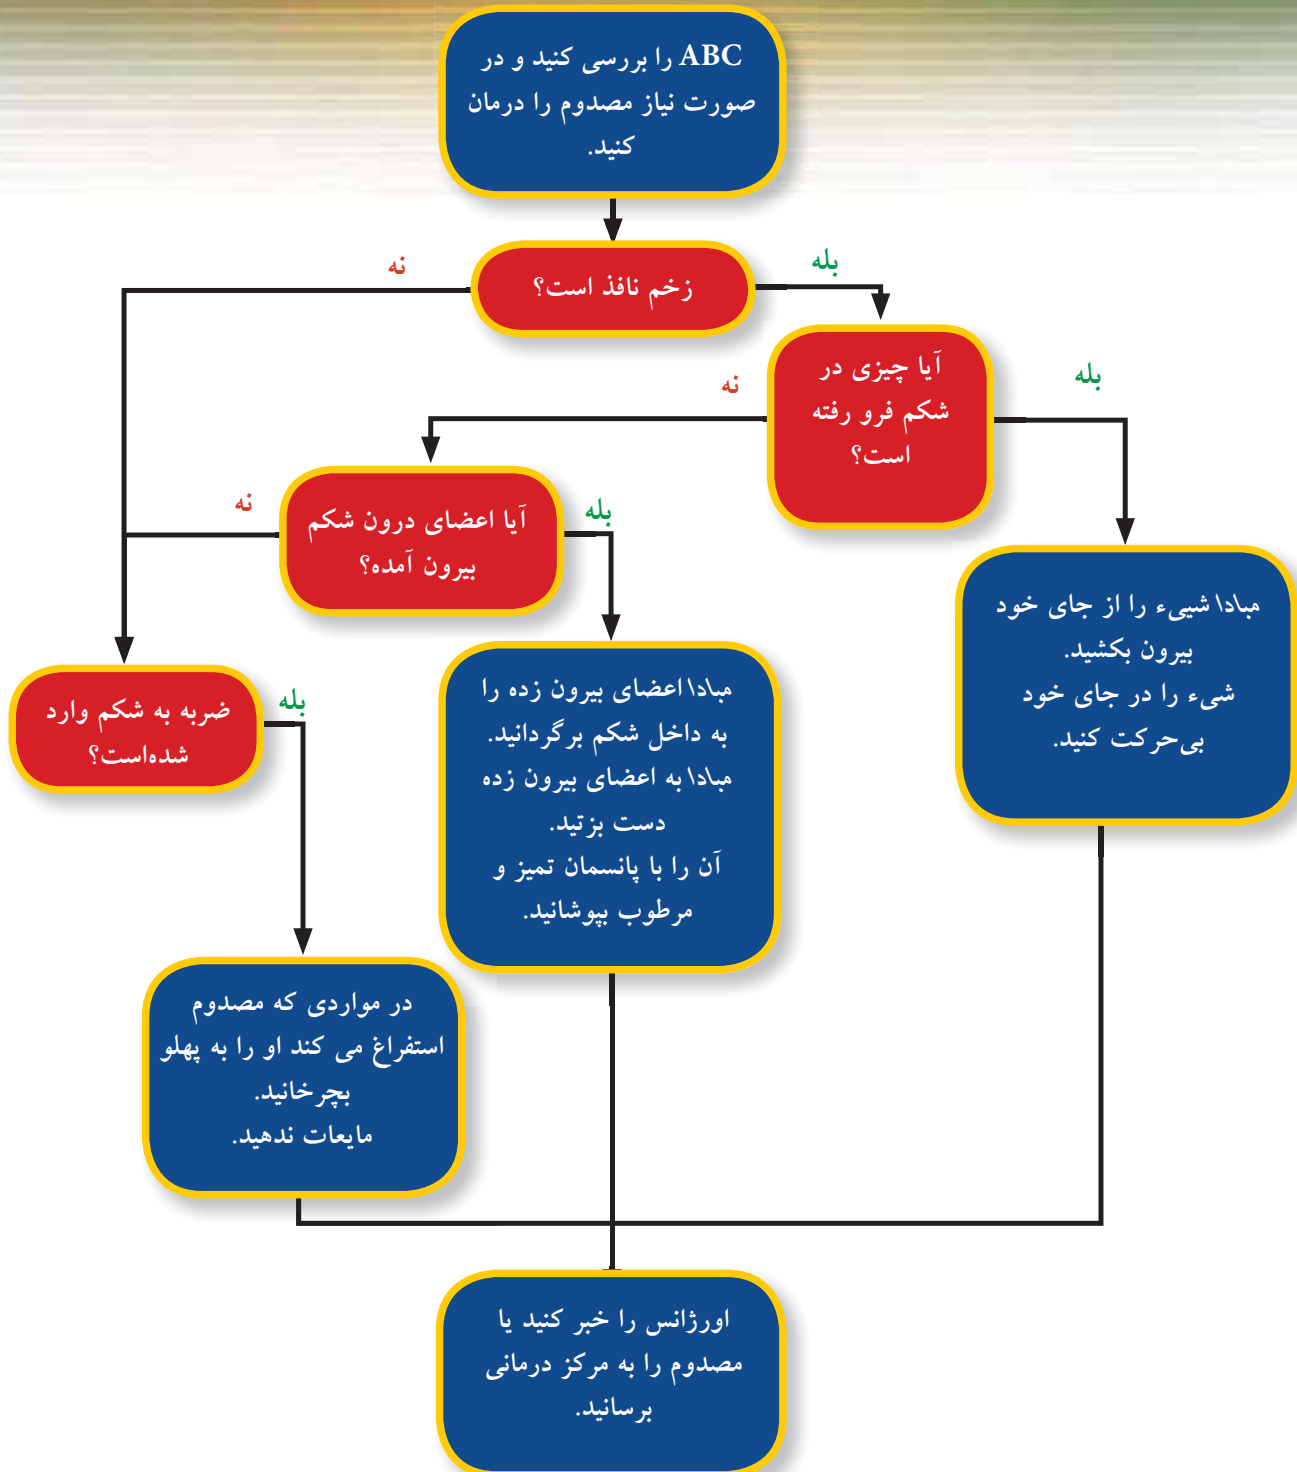 ABC را بررسی کنید و در
صورت نیاز مصدوم را درمان
کنید.
نه
بله
زخم نافذ است؟
آیا چیزی در
شکم فرو رفته
است؟
بله
نه
آیا اعضای درون شکم
بیرون آمده؟
نه
بله
مبادا شییء را از جای خود
بیرون بکشید.
شیء را در جای خود
بی‌حرکت کنید.
ضربه به شکم وارد
شده‌است؟
بله
مبادا اعضای بیرون زده را
به داخل شکم برگردانید.
مبادا به اعضای بیرون زده
دست بزتید.
آن را با پانسمان تمیز و
مرطوب بپوشانید.
در مواردی که مصدوم
استفراغ می کند او را به پهلو
بچرخانید.
مایعات ندهید.
اورژانس را خبر کنید یا
مصدوم را به مرکز درمانی
برسانید.